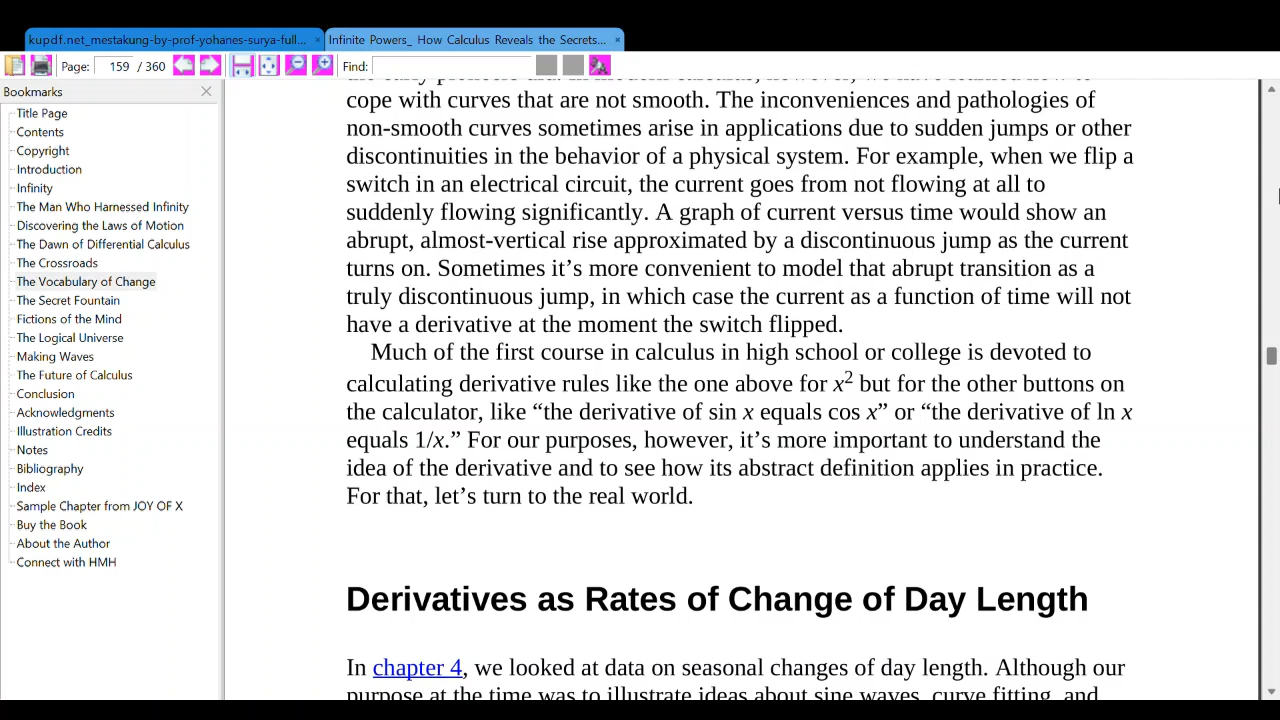 kupdf.net_mestakung-by-prof-yohanes-surya-full... ×
Infinite Powers_ How Calculus Reveals the Secrets... ×
Page: 159 / 360 Find:
Bookmarks
Title Page
Contents
Copyright
Introduction
Infinity
The Man Who Harnessed Infinity
Discovering the Laws of Motion
The Dawn of Differential Calculus
The Crossroads
The Vocabulary of Change
The Secret Fountain
Fictions of the Mind
The Logical Universe
Making Waves
The Future of Calculus
Conclusion
Acknowledgments
Illustration Credits
Notes
Bibliography
Index
Sample Chapter from JOY OF X
Buy the Book
About the Author
Connect with HMH
cope with curves that are not smooth. The inconveniences and pathologies of
non-smooth curves sometimes arise in applications due to sudden jumps or other
discontinuities in the behavior of a physical system. For example, when we flip a
switch in an electrical circuit, the current goes from not flowing at all to
suddenly flowing significantly. A graph of current versus time would show an
abrupt, almost-vertical rise approximated by a discontinuous jump as the current
turns on. Sometimes it’s more convenient to model that abrupt transition as a
truly discontinuous jump, in which case the current as a function of time will not
have a derivative at the moment the switch flipped.
Much of the first course in calculus in high school or college is devoted to
calculating derivative rules like the one above for x² but for the other buttons on
the calculator, like “the derivative of sin x equals cos x” or “the derivative of ln x
equals 1/x.” For our purposes, however, it’s more important to understand the
idea of the derivative and to see how its abstract definition applies in practice.
For that, let’s turn to the real world.
Derivatives as Rates of Change of Day Length
In chapter 4, we looked at data on seasonal changes of day length. Although our
purpose at the time was to illustrate ideas about sine waves, curve fitting, and